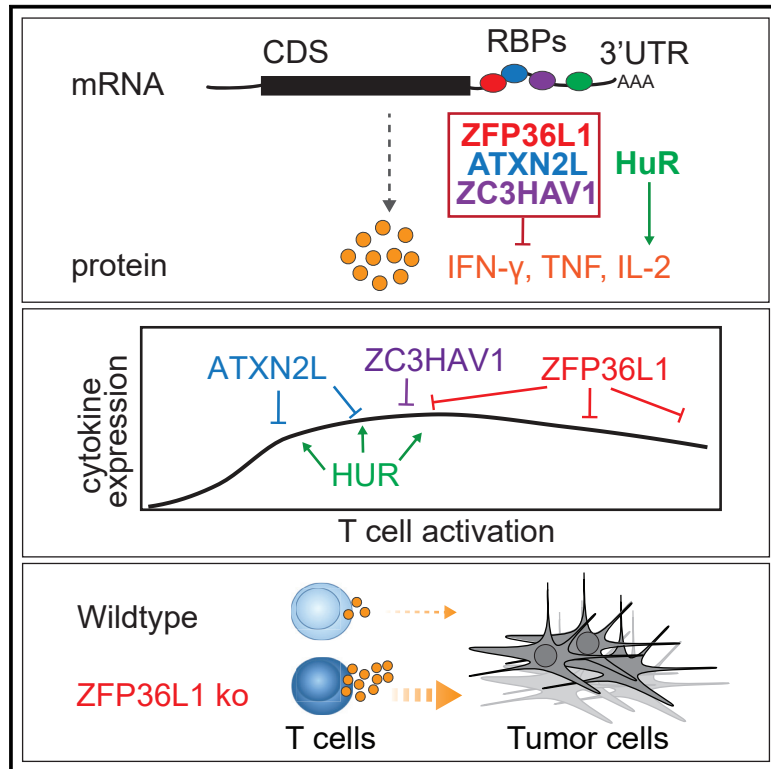 CDS
RBPs
3'UTR
mRNA
AAA
ZFP36L1
ATXN2L
ZC3HAV1
HuR
protein
IFN-γ, TNF, IL-2
ATXN2L
ZC3HAV1
ZFP36L1
HUR
cytokine
expression
T cell activation
Wildtype
ZFP36L1 ko
T cells
Tumor cells